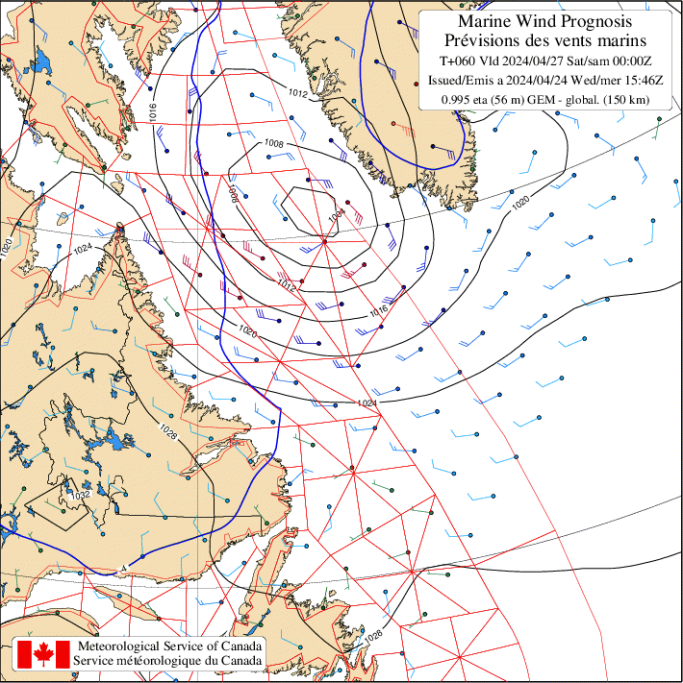 Marine Wind Prognosis
Prévisions des vents marins
T+060 Vld 2024/04/27 Sat/sam 00:00Z
Issued/Emis a 2024/04/24 Wed/mer 15:46Z
0.995 eta (56 m) GEM - global. (150 km)
1012
1016
1008
1008
1004
1020
1020
1024
1012
1016
1020
1024
1028
1032
A
1028
Meteorological Service of Canada
Service météorologique du Canada